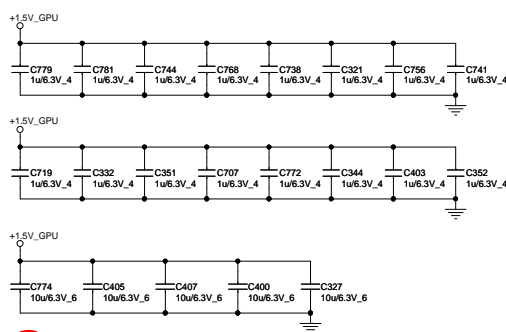 +1.5V_GPU
C779 C781 C744 C768 C738 C321 C756 C741
1u/6.3V_4 1u/6.3V_4 1u/6.3V_4 1u/6.3V_4 1u/6.3V_4 1u/6.3V_4 1u/6.3V_4 1u/6.3V_4
+1.5V_GPU
C719 C332 C351 C707 C772 C344 C403 C352
1u/6.3V_4 1u/6.3V_4 1u/6.3V_4 1u/6.3V_4 1u/6.3V_4 1u/6.3V_4 1u/6.3V_4 1u/6.3V_4
+1.5V_GPU
C774 C405 C407 C400 C327
10u/6.3V_6 10u/6.3V_6 10u/6.3V_6 10u/6.3V_6 10u/6.3V_6